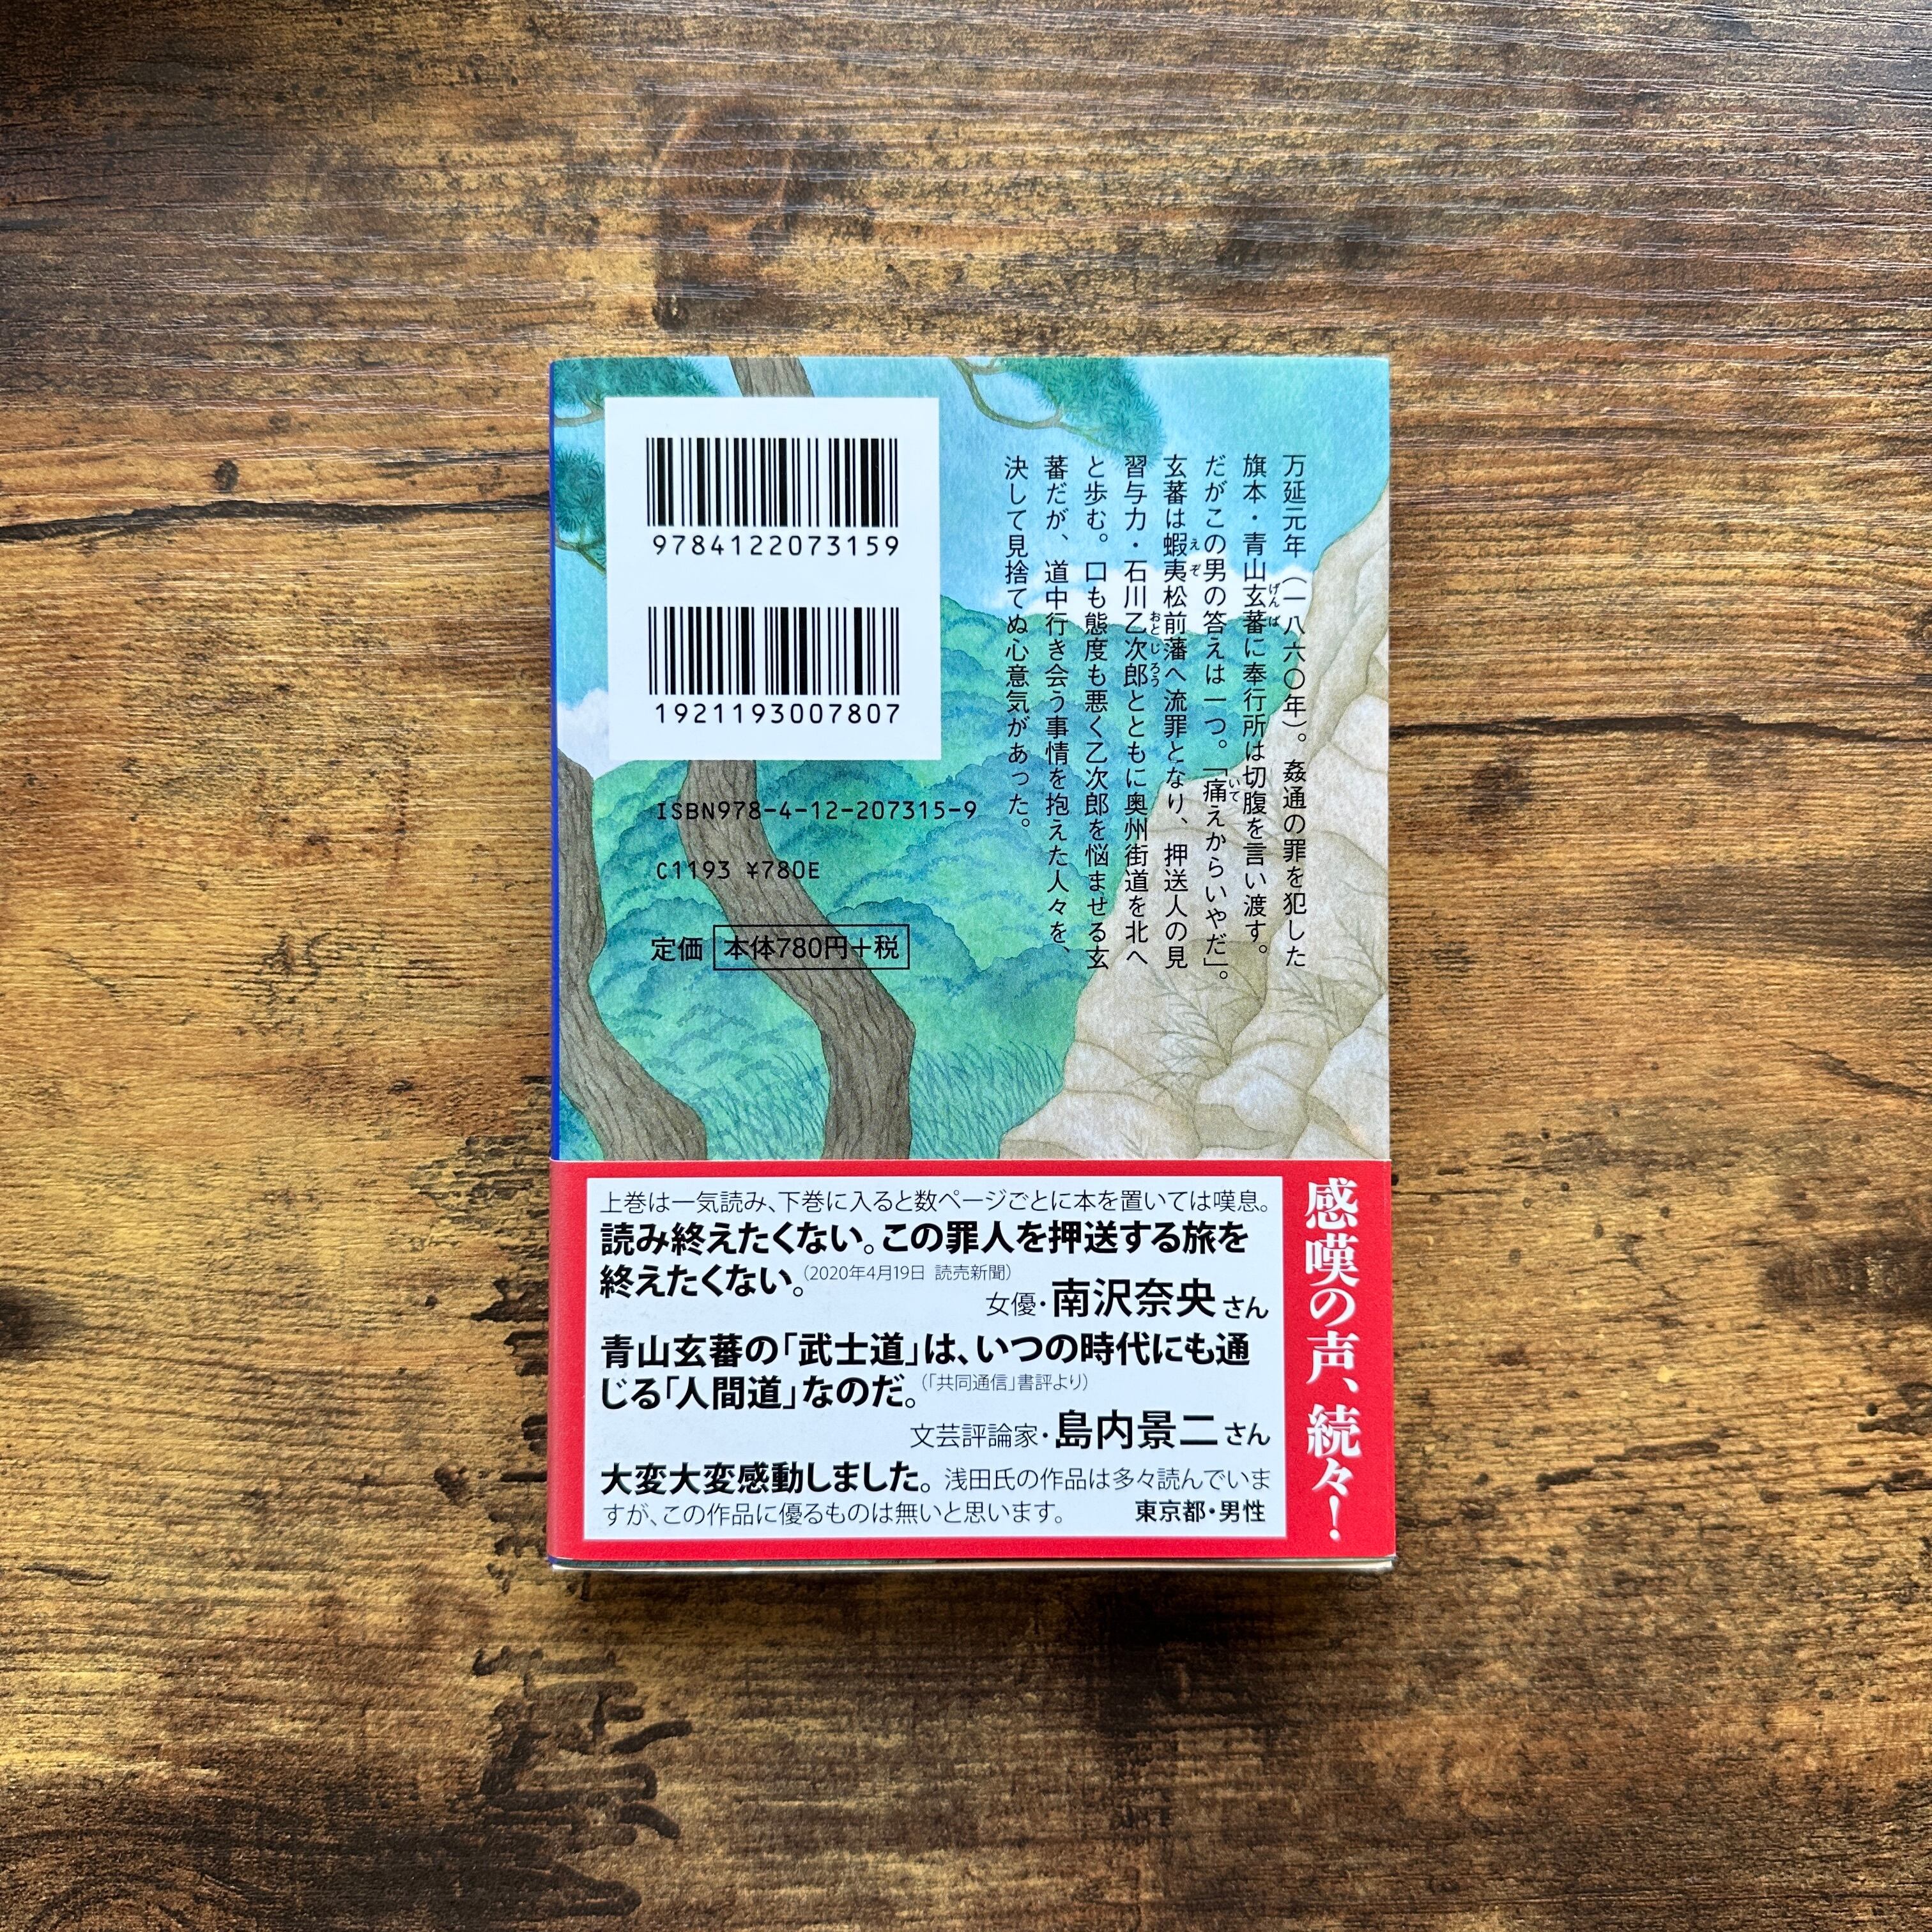 9784122073159
1921193007807
ISBN978-4-12-207315-9
C1193 ¥780E
定価 本体780円+税
万延元年(一八六〇年)。姦通の罪を犯した
旗本・青山玄蕃に奉行所は切腹を言い渡す。
げんば
だがこの男の答えは一つ。「痛えからいやだ」。
いて
玄蕃は蝦夷松前藩へ流罪となり、押送人の見
えぞ
習与力・石川乙次郎とともに奥州街道を北へ
おとじろう
と歩む。口も態度も悪く乙次郎を悩ませる玄
蕃だが、道中行き会う事情を抱えた人々を、
決して見捨てぬ心意気があった。
感嘆の声、続々!
上巻は一気読み、下巻に入ると数ページごとに本を置いては嘆息。
読み終えたくない。この罪人を押送する旅を
終えたくない。(2020年4月19日 読売新聞)
女優・南沢奈央さん
青山玄蕃の「武士道」は、いつの時代にも通
じる「人間道」なのだ。(「共同通信」書評より)
文芸評論家・島内景二さん
大変大変感動しました。浅田氏の作品は多々読んでいま
すが、この作品に優るものは無いと思います。 東京都・男性